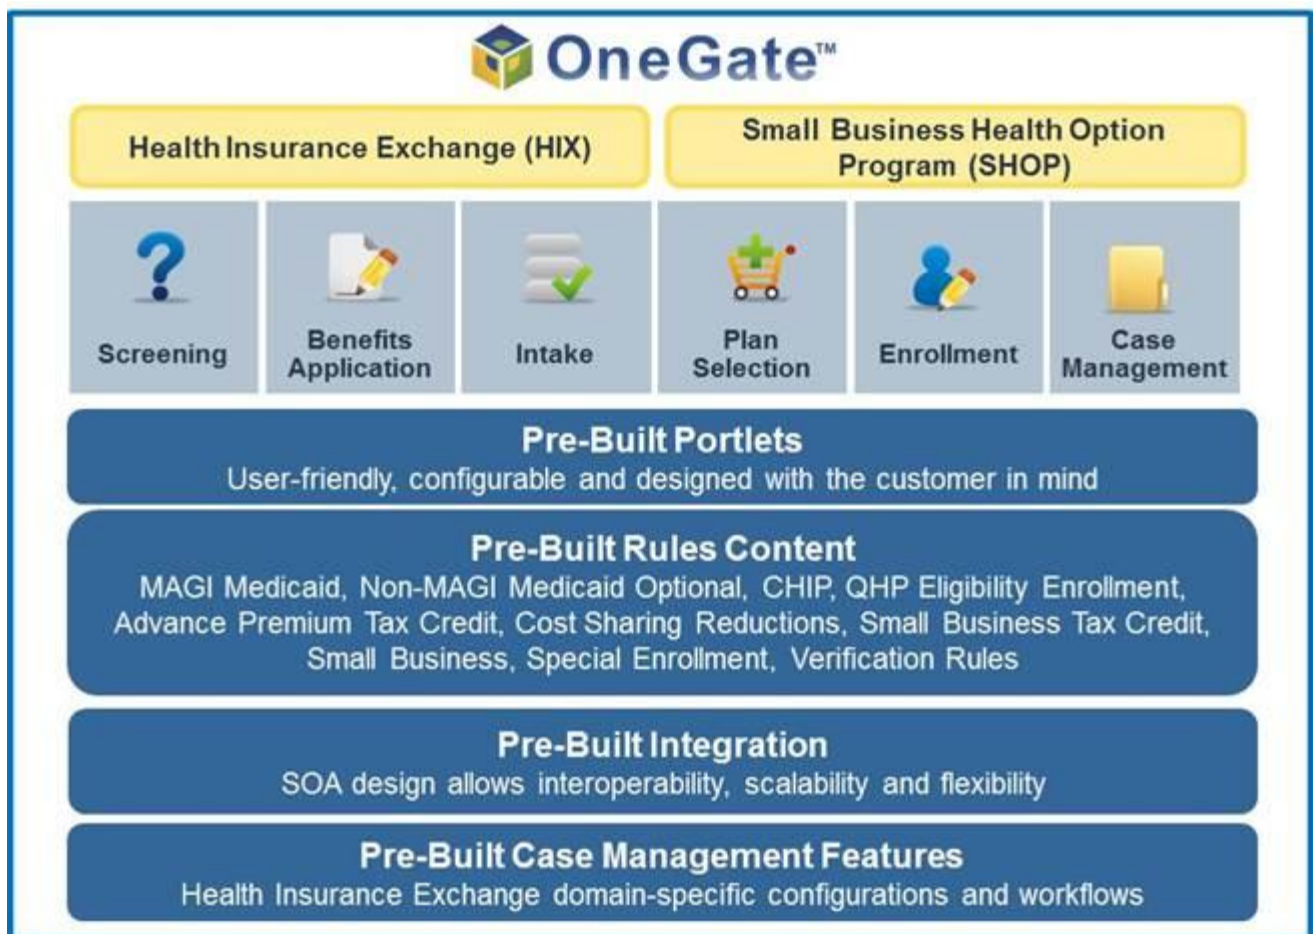 OneGate™
Health Insurance Exchange (HIX)
Small Business Health Option
Program (SHOP)
Screening
Benefits
Application
Intake
Plan
Selection
Enrollment
Case
Management
Pre-Built Portlets
User-friendly, configurable and designed with the customer in mind
Pre-Built Rules Content
MAGI Medicaid, Non-MAGI Medicaid Optional, CHIP, QHP Eligibility Enrollment,
Advance Premium Tax Credit, Cost Sharing Reductions, Small Business Tax Credit,
Small Business, Special Enrollment, Verification Rules
Pre-Built Integration
SOA design allows interoperability, scalability and flexibility
Pre-Built Case Management Features
Health Insurance Exchange domain-specific configurations and workflows